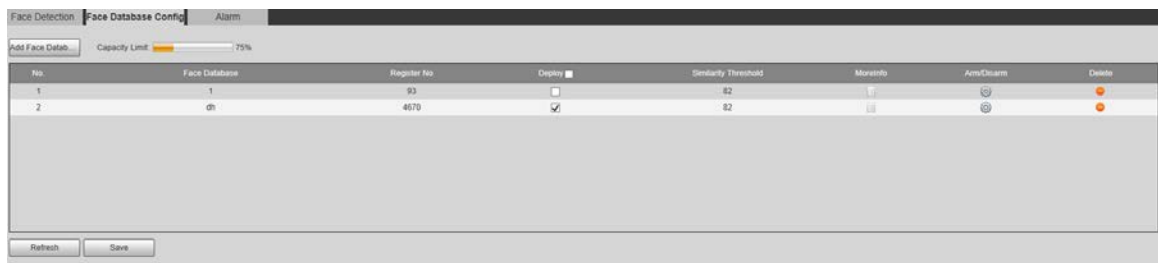 Face Detection Face Database Config Alarm
Add Face Datab... Capacity Limit: 75%
No. Face Database Register No Deploy Similarity Threshold MoreInfo Arm/Disarm Delete
1 1 93 82
2 dh 4670 82
Refresh Save